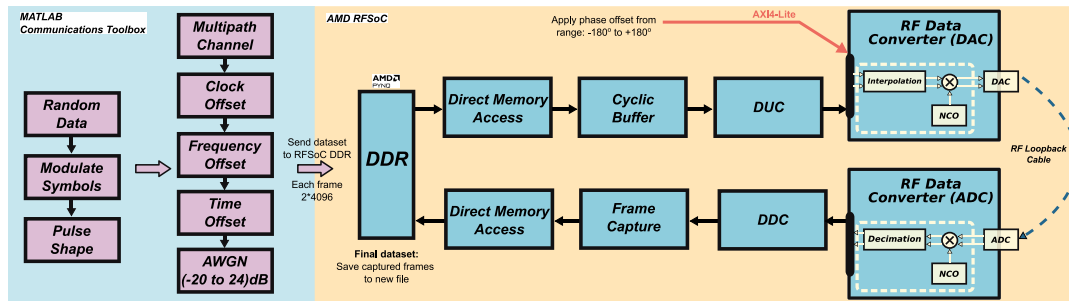 MATLAB
Communications Toolbox
Random
Data
Modulate
Symbols
Pulse
Shape
Multipath
Channel
Clock
Offset
Frequency
Offset
Time
Offset
AWGN
(-20 to 24)dB
Send dataset
to RFSoC DDR
Each frame
2*4096
AMD RFSoC
AMD
PYNQ
DDR
Final dataset:
Save captured frames
to new file
Direct Memory
Access
Cyclic
Buffer
DUC
Apply phase offset from
range: -180º to +180º
AXI4-Lite
RF Data
Converter (DAC)
Interpolation
NCO
DAC
RF Loopback
Cable
RF Data
Converter (ADC)
Decimation
NCO
ADC
DDC
Frame
Capture
Direct Memory
Access